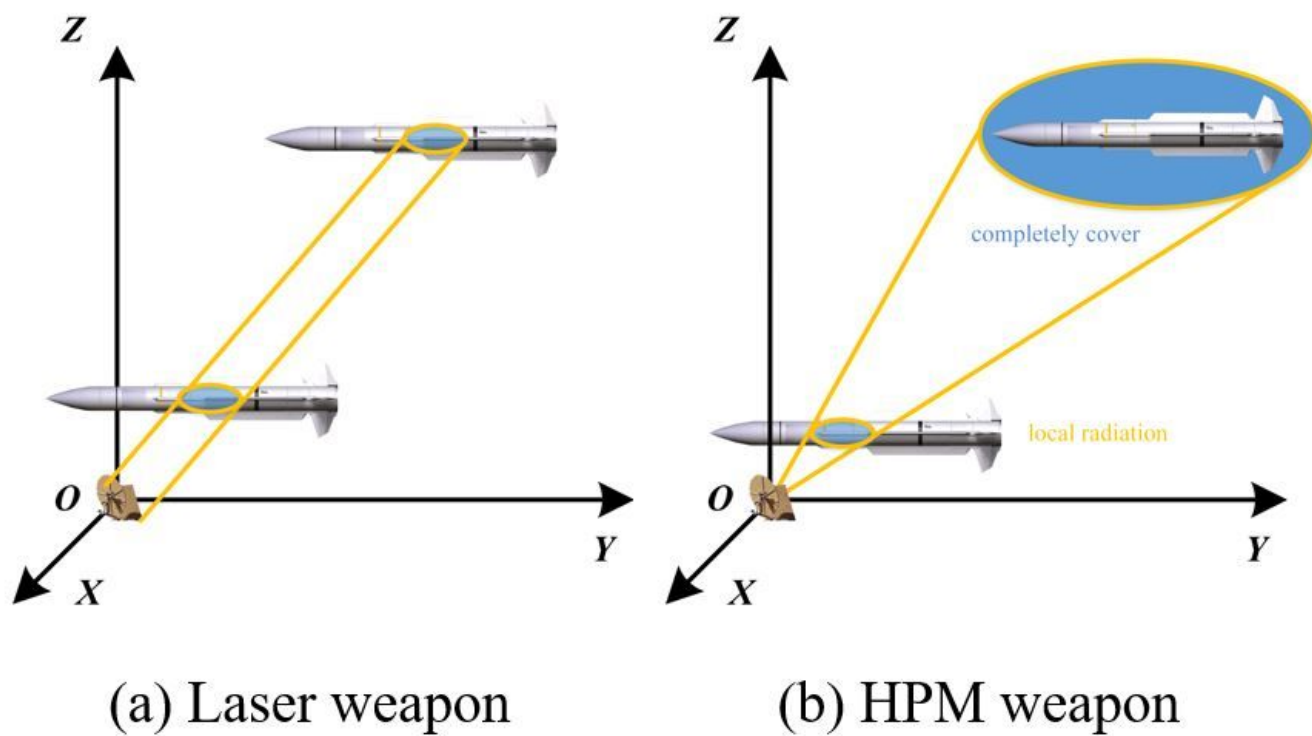 Z
O
X
Y
(a) Laser weapon
Z
completely cover
local radiation
O
X
Y
(b) HPM weapon